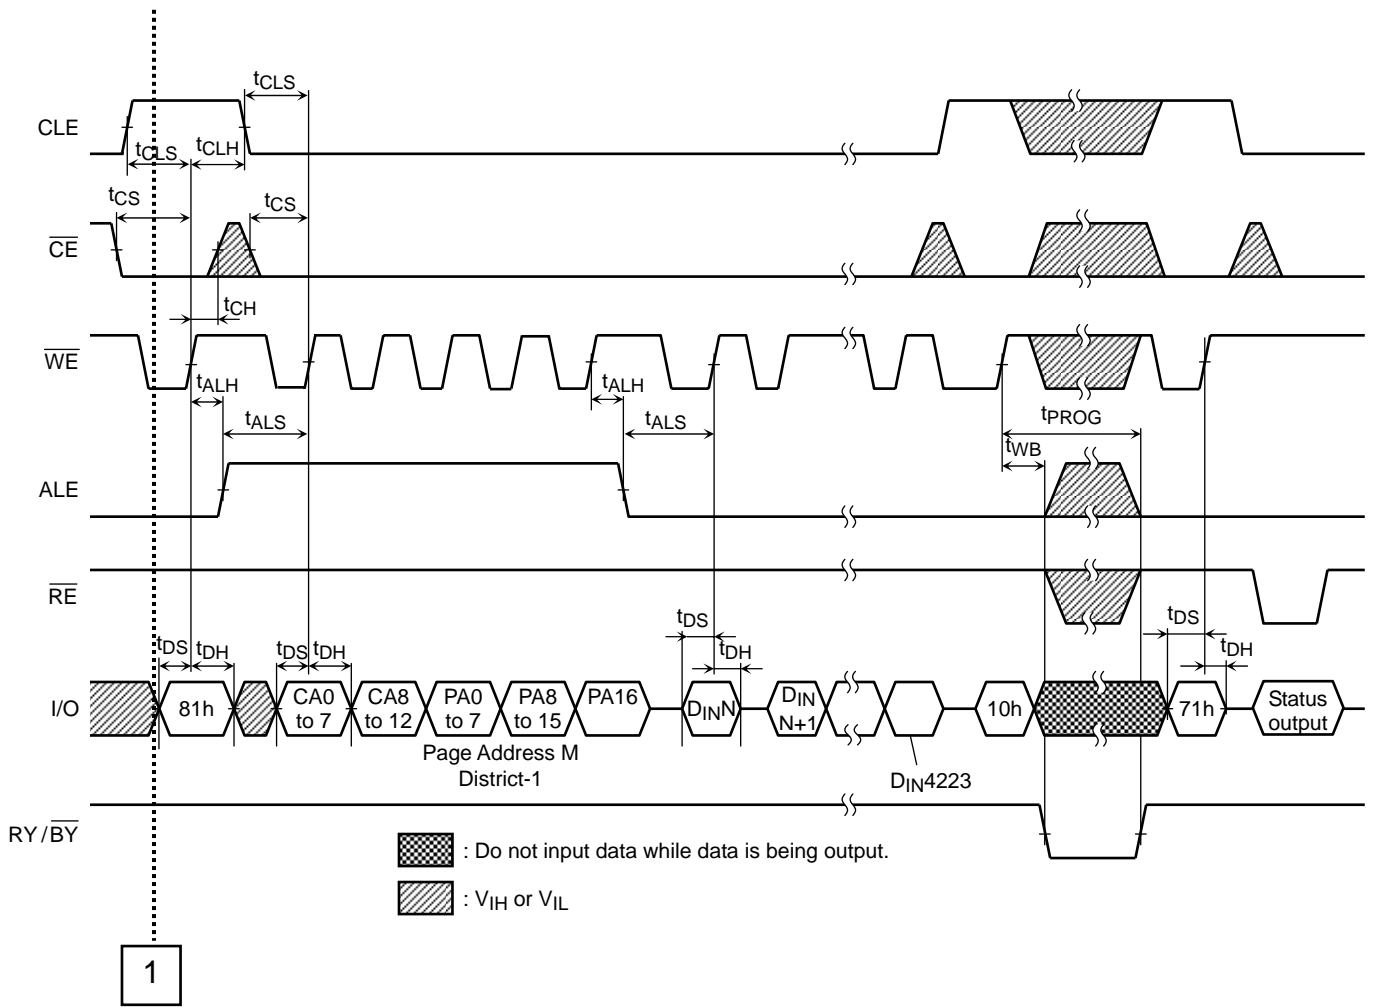 tCLS
CLE
tCLS
tCLH
tCS
tCS
CE
tCH
WE
tALH
tALH
tALS
tALS
tPROG
tWB
ALE
RE
tDS
tDH
tDS
tDH
tDS
tDH
tDS
tDH
I/O
81h
CA0
to 7
CA8
to 12
PA0
to 7
PA8
to 15
PA16
DINN
DIN
N+1
10h
71h
Status
output
Page Address M
District-1
DIN4223
RY/BY
: Do not input data while data is being output.
: VIH or VIL
1